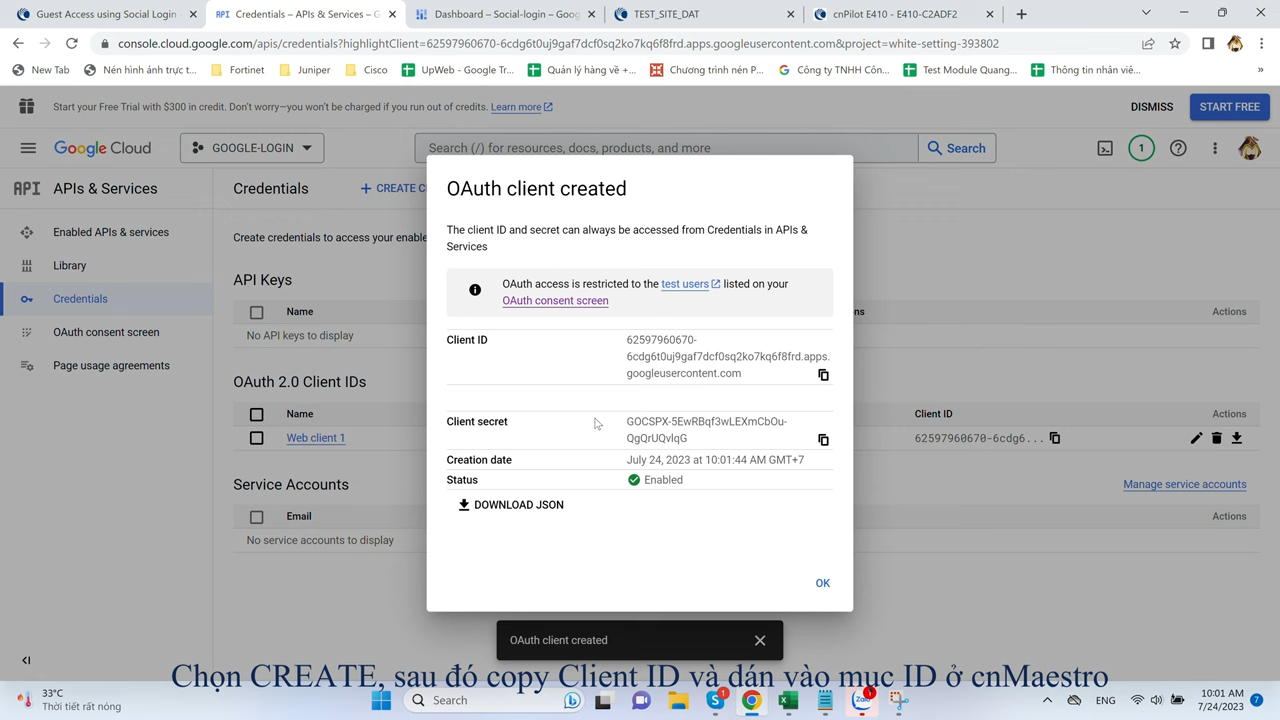 Guest Access using Social Login
Credentials – APIs & Services – G
Dashboard – Social-login – Goog
TEST_SITE_DAT
cnPilot E410 - E410-C2ADF2
console.cloud.google.com/apis/credentials?highlightClient=62597960670-6cdg6t0uj9gaf7dcf0sq2ko7kq6f8frd.apps.googleusercontent.com&project=white-setting-393802
New Tab
Nén hình ảnh trực t...
Fortinet
Juniper
Cisco
UpWeb - Google Tr...
Quản lý hàng về +...
Chương trình nén P...
Công ty TNHH Côn...
Test Module Quang...
Thông tin nhân viê...
»
Start your Free Trial with $300 in credit. Don't worry—you won't be charged if you run out of credits. Learn more
DISMISS
START FREE
Google Cloud
GOOGLE-LOGIN
Search (/) for resources, docs, products, and more
Search
1
API APIs & Services
Credentials
+ CREATE C
Enabled APIs & services
Library
Credentials
OAuth consent screen
Page usage agreements
Create credentials to access your enable
API Keys
Name
ns
Actions
No API keys to display
OAuth 2.0 Client IDs
Name
Client ID
Actions
Web client 1
62597960670-6cdg6...
Service Accounts
Manage service accounts
Email
Actions
No service accounts to display
OAuth client created
The client ID and secret can always be accessed from Credentials in APIs &
Services
OAuth access is restricted to the test users listed on your
OAuth consent screen
Client ID
62597960670-
6cdg6t0uj9gaf7dcf0sq2ko7kq6f8frd.apps.
googleusercontent.com
Client secret
GOCSPX-5EwRBqf3wLEXmCbOu-
QgQrUQvlqG
Creation date
July 24, 2023 at 10:01:44 AM GMT+7
Status
Enabled
DOWNLOAD JSON
OK
OAuth client created
Chọn CREATE, sau đó copy Client ID và dán vào mục ID ở cnMaestro
33°C
Thời tiết rất nóng
Search
1
Zalo
ENG
10:01 AM
7/24/2023
7